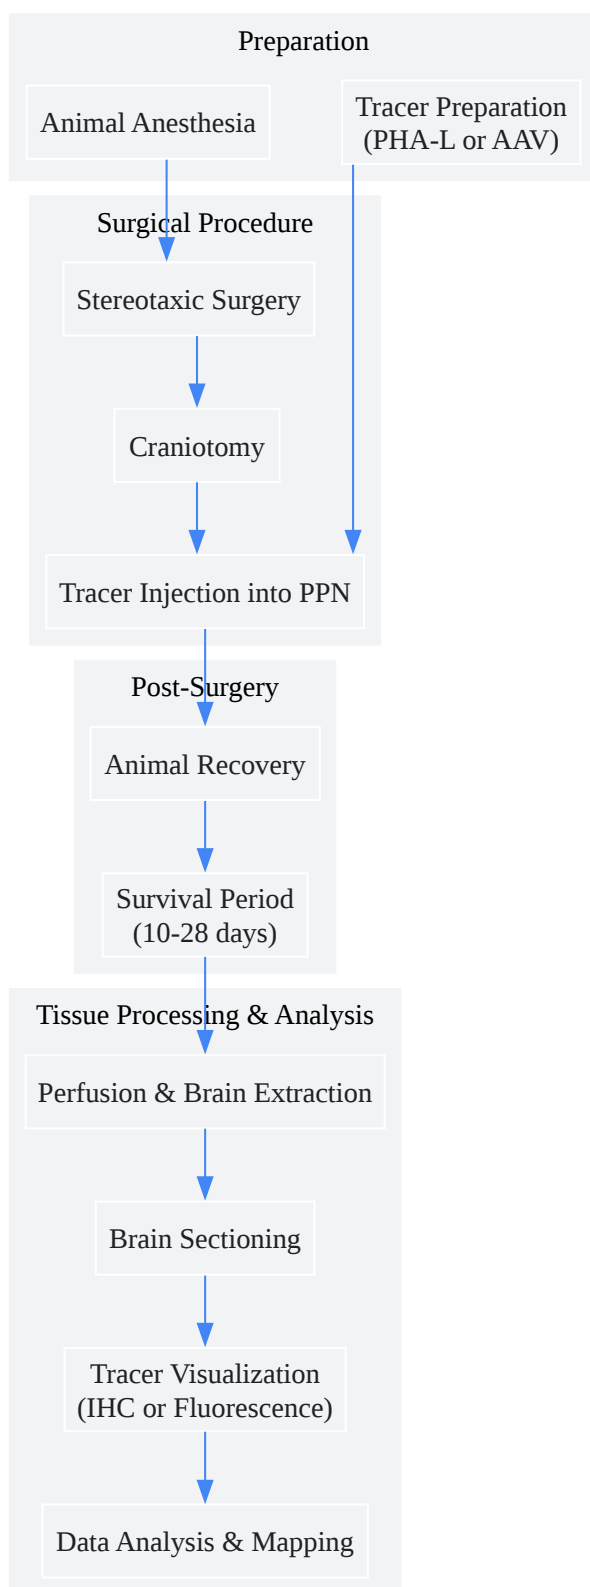 Preparation
Animal Anesthesia
Tracer Preparation
(PHA-L or AAV)
Surgical Procedure
Stereotaxic Surgery
Craniotomy
Tracer Injection into PPN
Post-Surgery
Animal Recovery
Survival Period
(10-28 days)
Tissue Processing & Analysis
Perfusion & Brain Extraction
Brain Sectioning
Tracer Visualization
(IHC or Fluorescence)
Data Analysis & Mapping